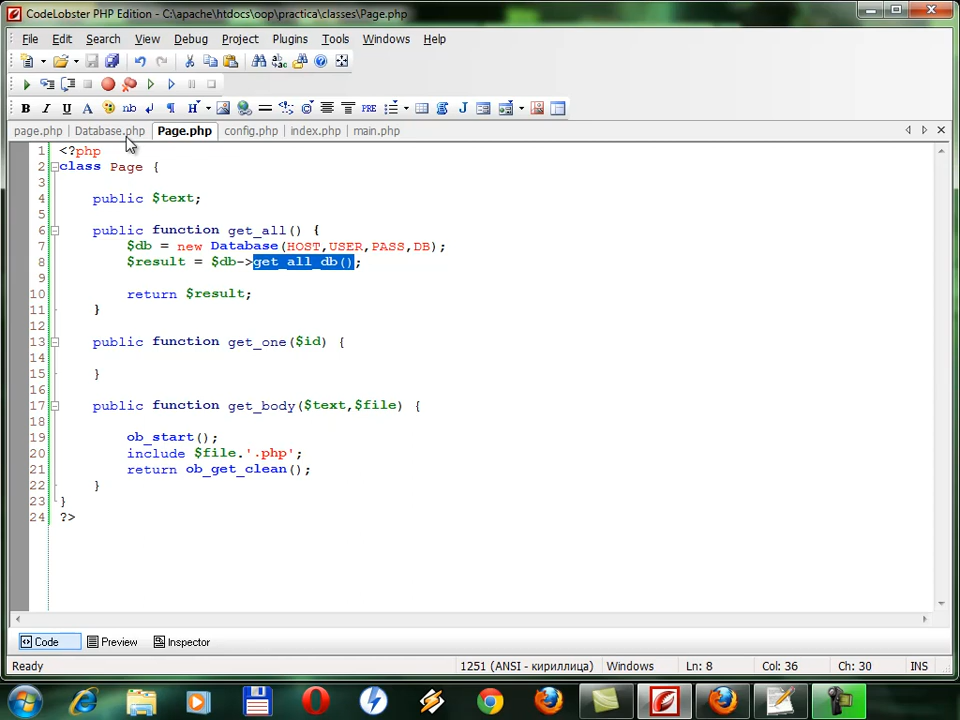 CodeLobster PHP Edition - C:\apache\htdocs\oop\practica\classes\Page.php
File Edit Search View Debug Project Plugins Tools Windows Help
B I U A nb ¶ H PRE J
page.php Database.php Page.php config.php index.php main.php
1 <?php
2 class Page {
3
4 public $text;
5
6 public function get_all() {
7 $db = new Database(HOST,USER,PASS,DB);
8 $result = $db->get_all_db();
9
10 return $result;
11 }
12
13 public function get_one($id) {
14
15 }
16
17 public function get_body($text,$file) {
18
19 ob_start();
20 include $file.'.php';
21 return ob_get_clean();
22 }
23 }
24 ?>
Code Preview Inspector
Ready 1251 (ANSI - кириллица) Windows Ln: 8 Col: 36 Ch: 30 INS